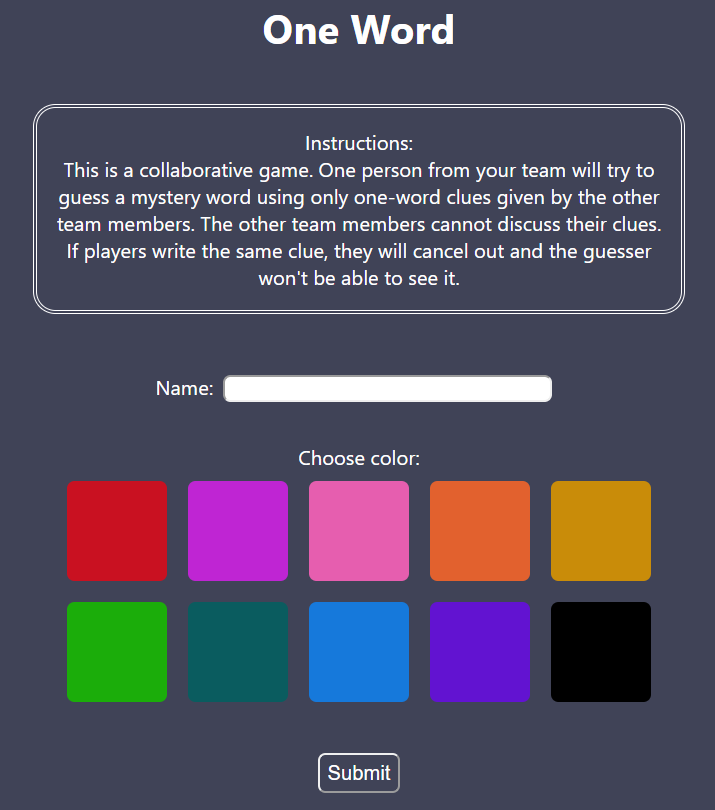 One Word
Instructions:
This is a collaborative game. One person from your team will try to
guess a mystery word using only one-word clues given by the other
team members. The other team members cannot discuss their clues.
If players write the same clue, they will cancel out and the guesser
won't be able to see it.
Name:
Choose color:
Submit